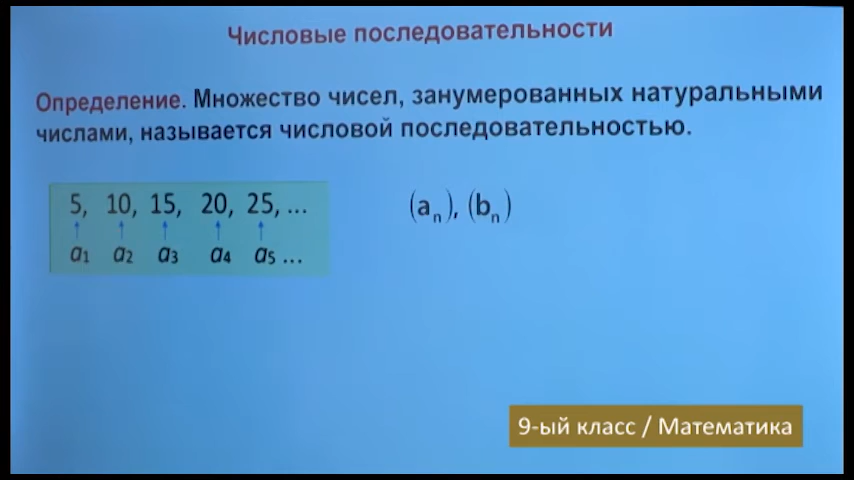 Числовые последовательности
Определение. Множество чисел, занумерованных натуральными
числами, называется числовой последовательностью.
5, 10, 15, 20, 25, ...
a₁ a₂ a₃ a₄ a₅ ...
(aₙ), (bₙ)
9-ый класс / Математика